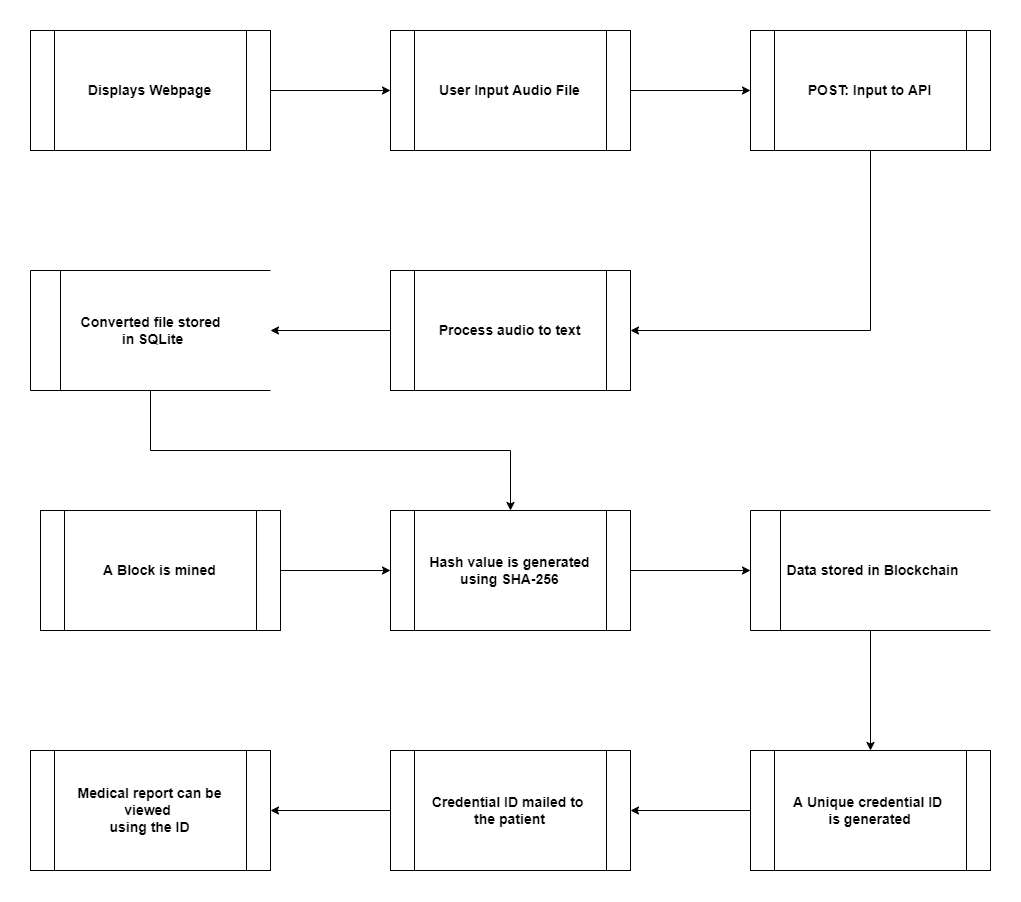 Displays Webpage
User Input Audio File
POST: Input to API
Converted file stored
in SQLite
Process audio to text
A Block is mined
Hash value is generated
using SHA-256
Data stored in Blockchain
Medical report can be
viewed
using the ID
Credential ID mailed to
the patient
A Unique credential ID
is generated